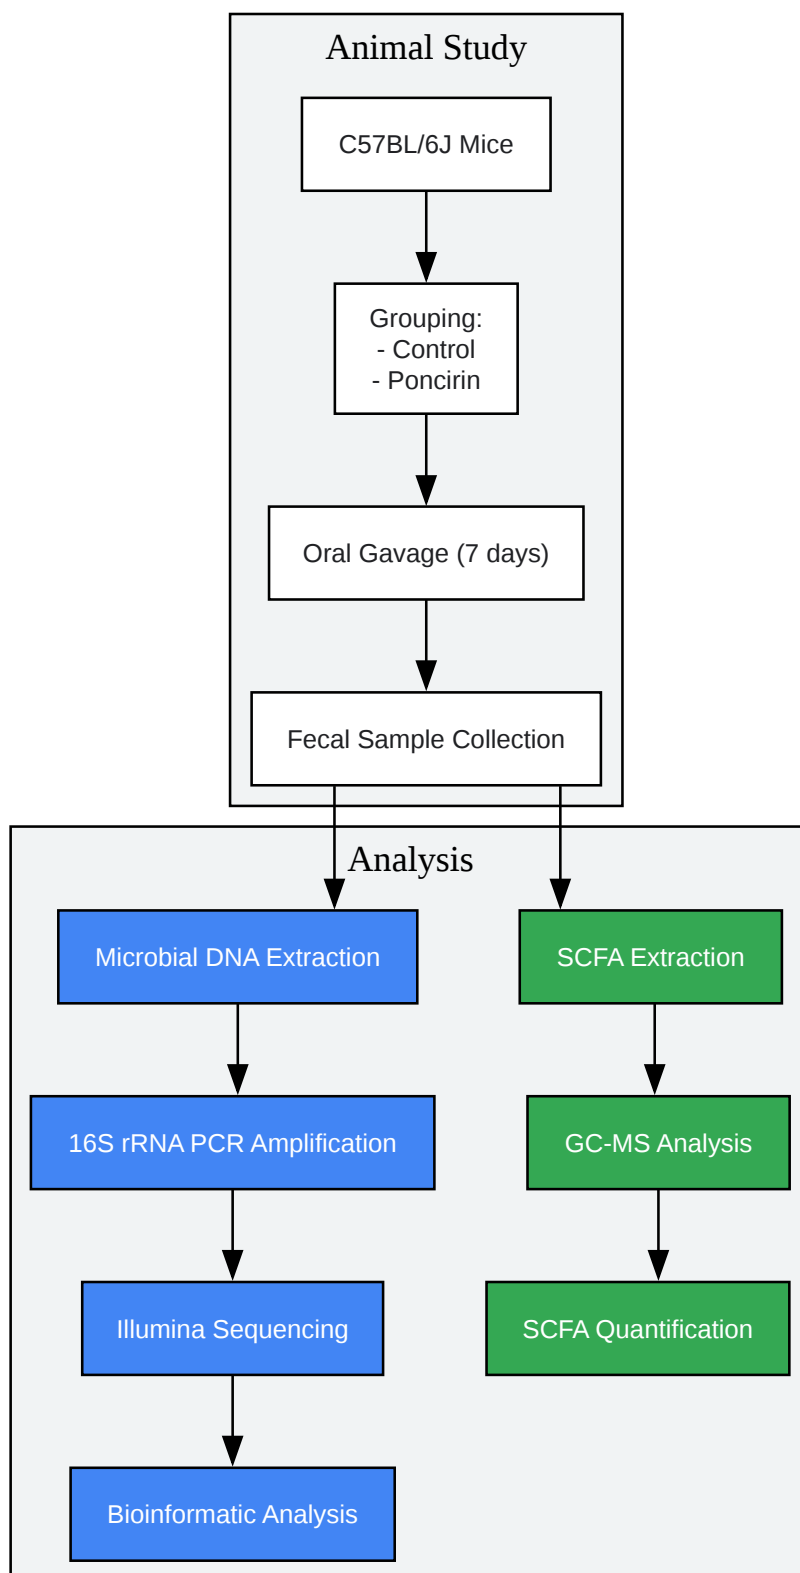 Animal Study
C57BL/6J Mice
Grouping:
- Control
- Poncirin
Oral Gavage (7 days)
Fecal Sample Collection
Analysis
Microbial DNA Extraction
SCFA Extraction
16S rRNA PCR Amplification
GC-MS Analysis
Illumina Sequencing
SCFA Quantification
Bioinformatic Analysis